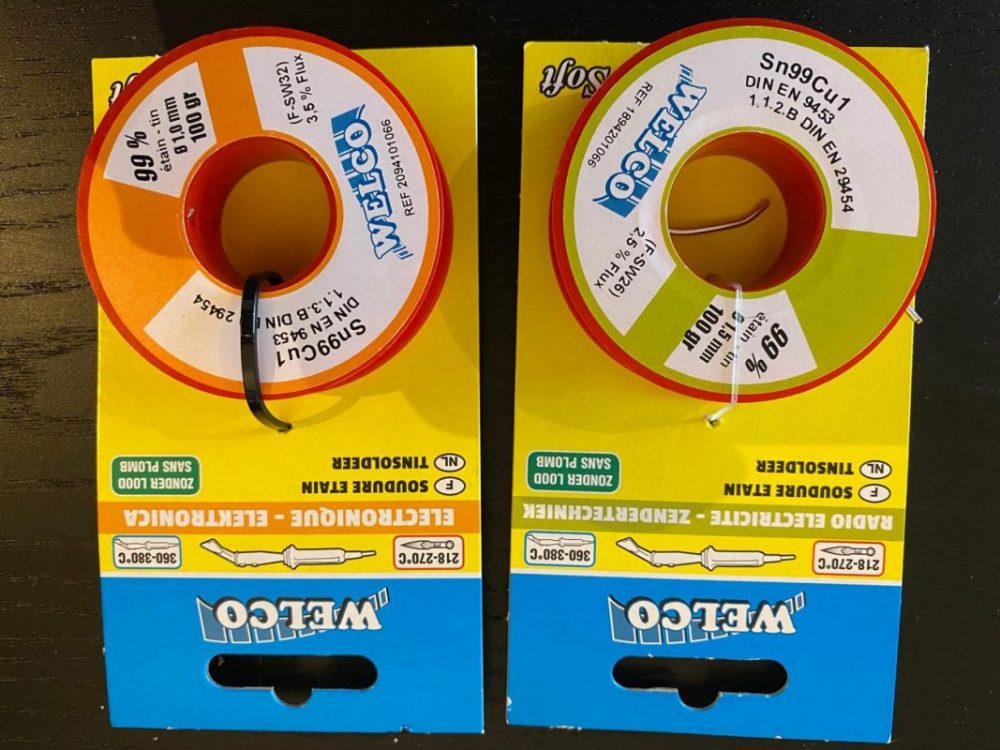 99 %
étain - tin
Ø 1,0 mm
100 gr
(F-SW32)
3,5 % Flux
WELCO
REF 2094101066
Sn99Cu1
DIN EN 9453
1.1.3.B DIN 29454
ZONDER LOOD
SANS PLOMB
F SOUDURE ETAIN
NL TINSOLDEER
ELECTRONIQUE - ELEKTRONICA
218-270°C
360-380°C
WELCO
Soft
Sn99Cu1
DIN EN 9453
1.1.2.B DIN EN 29454
WELCO
REF 1894201066
(F-SW26)
2,5 % Flux
99 %
étain - tin
Ø 1,5 mm
100 gr
ZONDER LOOD
SANS PLOMB
F SOUDURE ETAIN
NL TINSOLDEER
RADIO ELECTRICITE - ZENDERTECHNIEK
218-270°C
360-380°C
WELCO